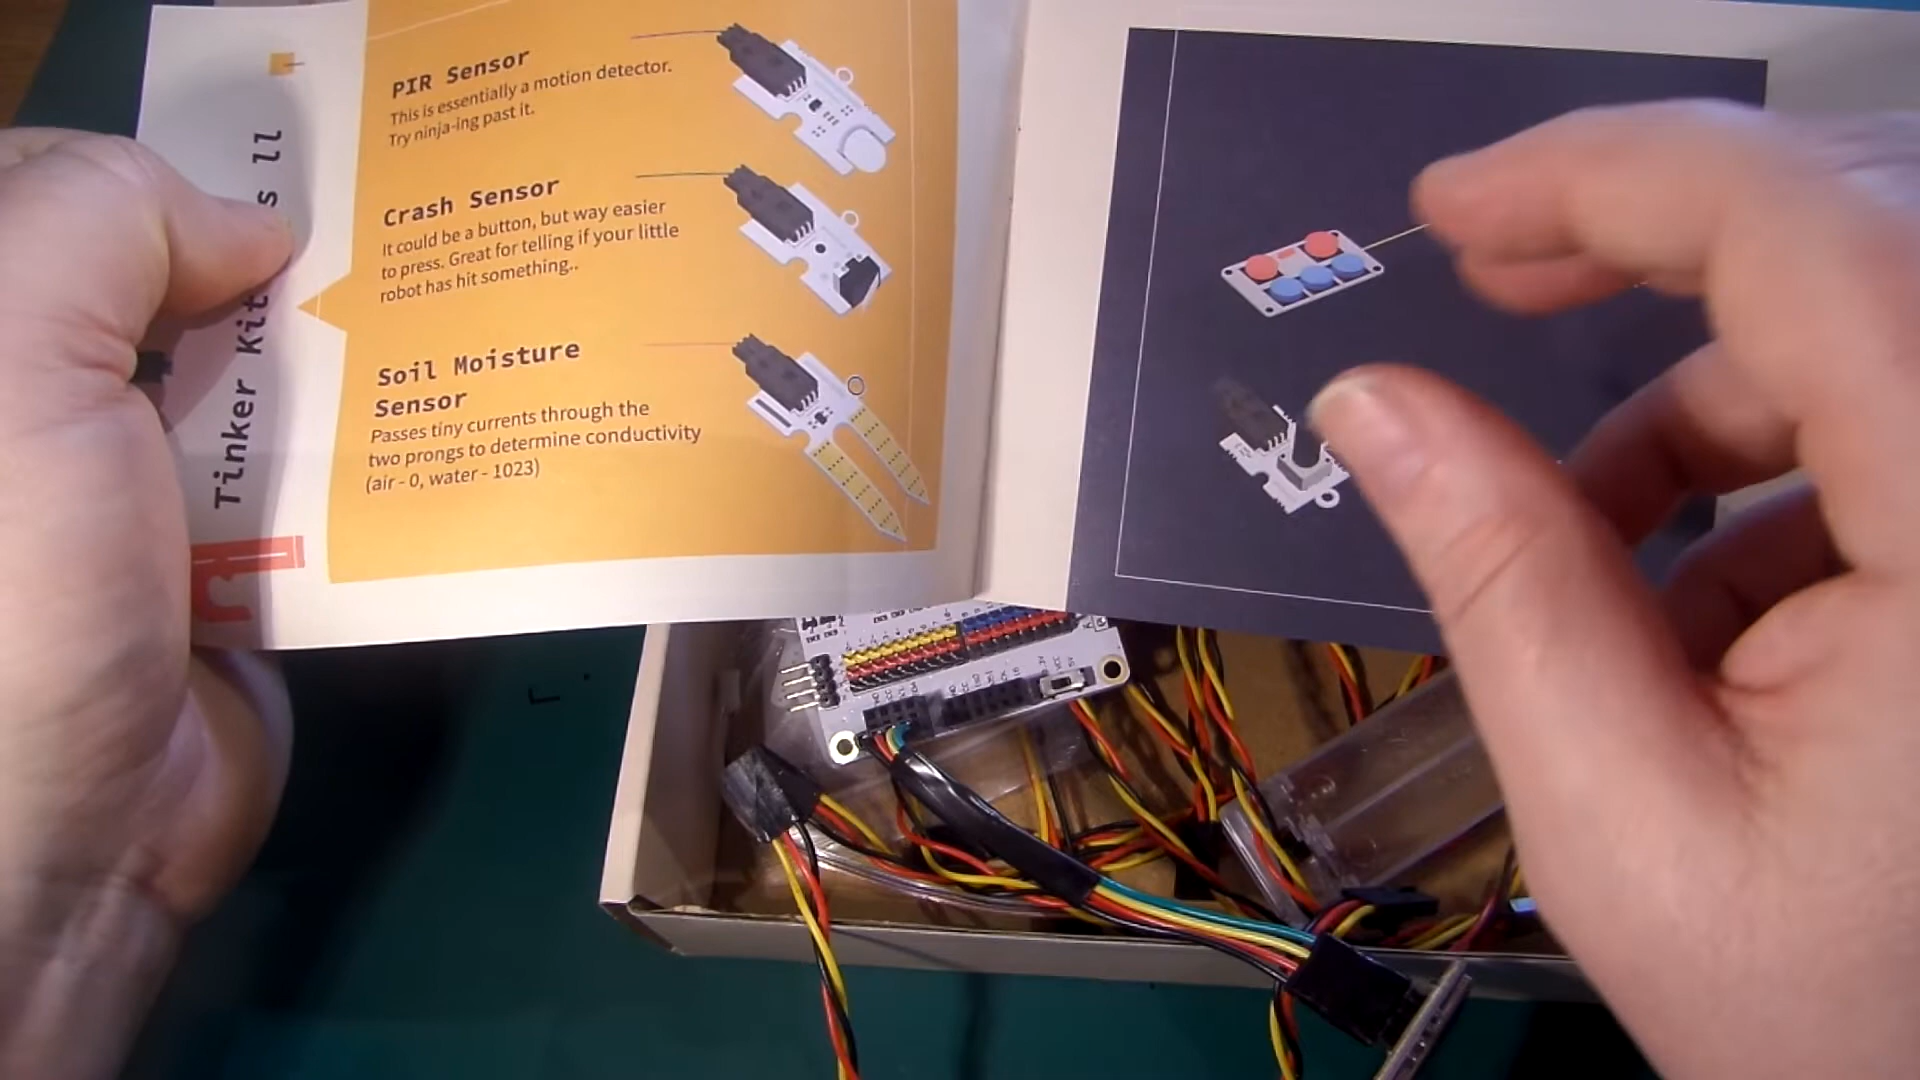 PIR Sensor
This is essentially a motion detector.
Try ninja-ing past it.
Crash Sensor
It could be a button, but way easier
to press. Great for telling if your little
robot has hit something..
Soil Moisture
Sensor
Passes tiny currents through the
two prongs to determine conductivity
(air - 0, water - 1023)
Tinker Kit s ll